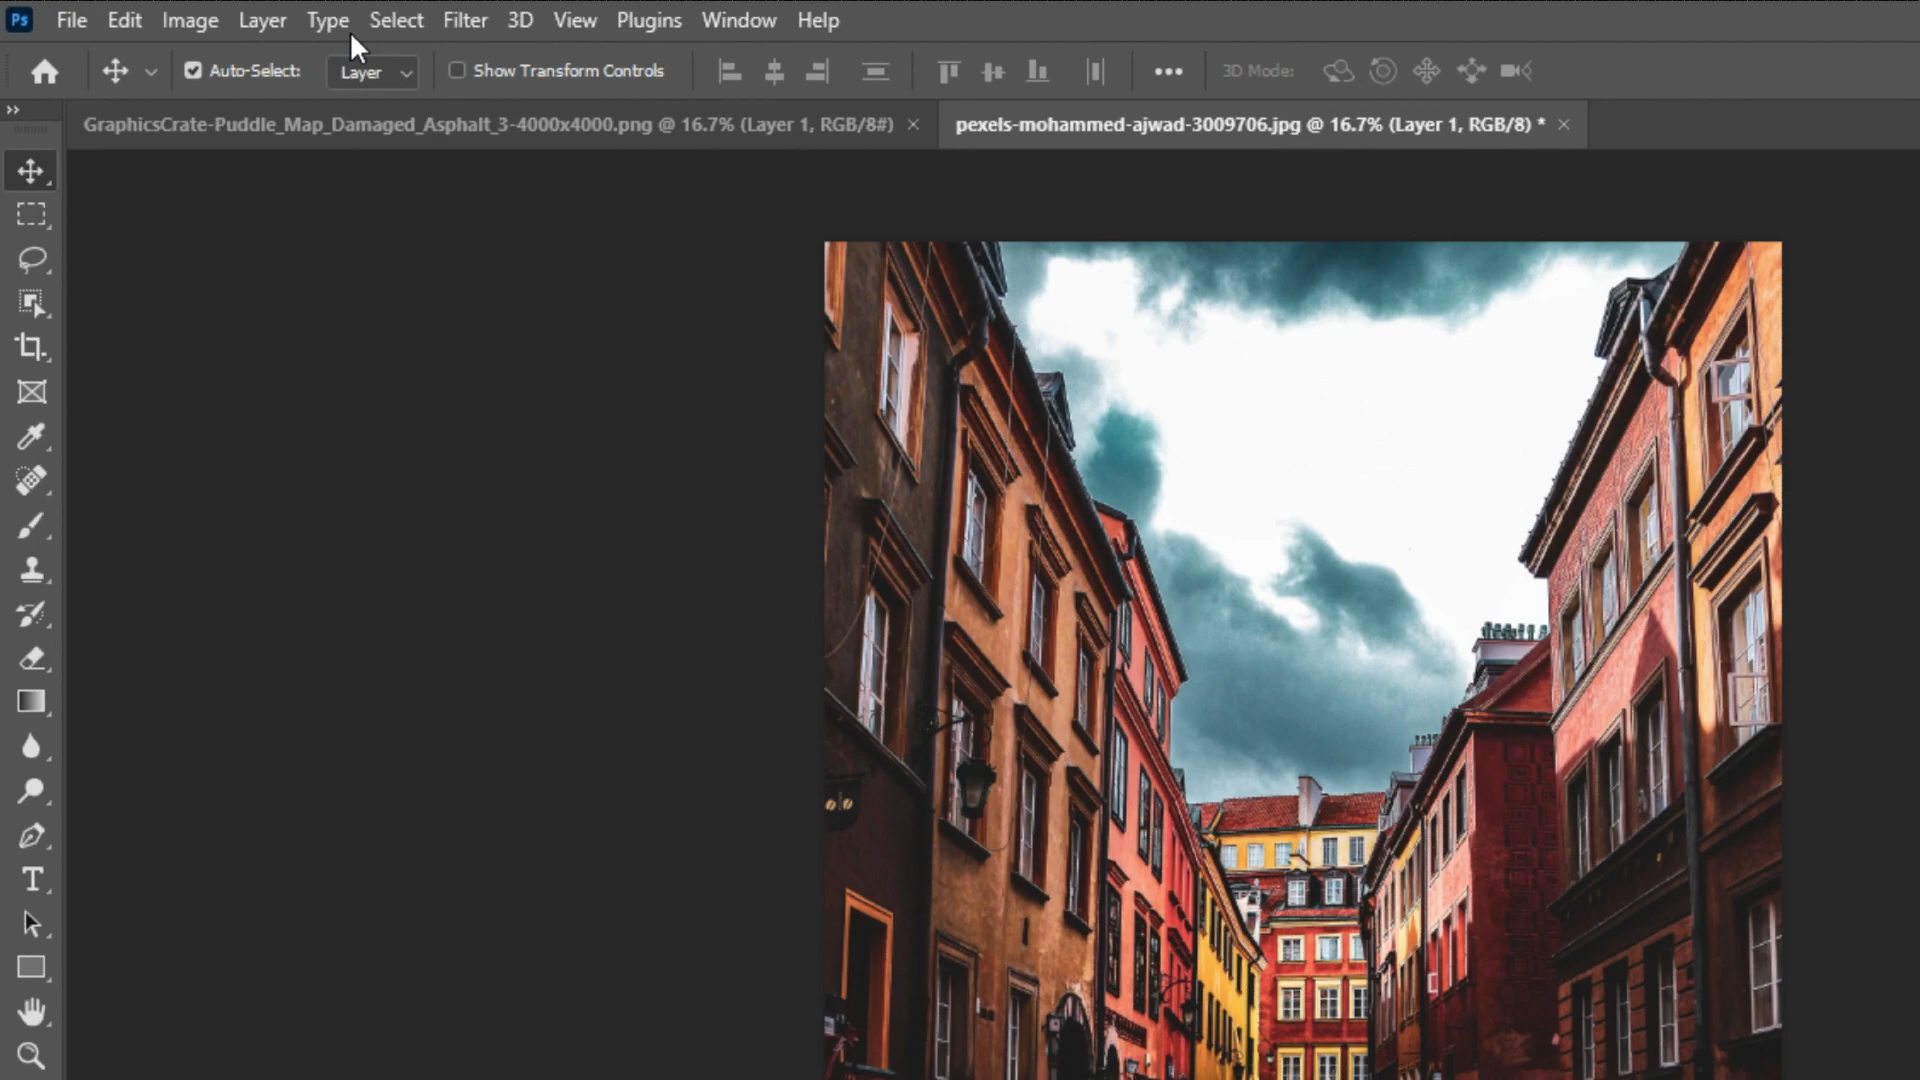 Ps File Edit Image Layer Type Select Filter 3D View Plugins Window Help
Auto-Select: Layer Show Transform Controls 3D Mode:
GraphicsCrate-Puddle_Map_Damaged_Asphalt_3-4000x4000.png @ 16.7% (Layer 1, RGB/8#) × pexels-mohammed-ajwad-3009706.jpg @ 16.7% (Layer 1, RGB/8) * ×